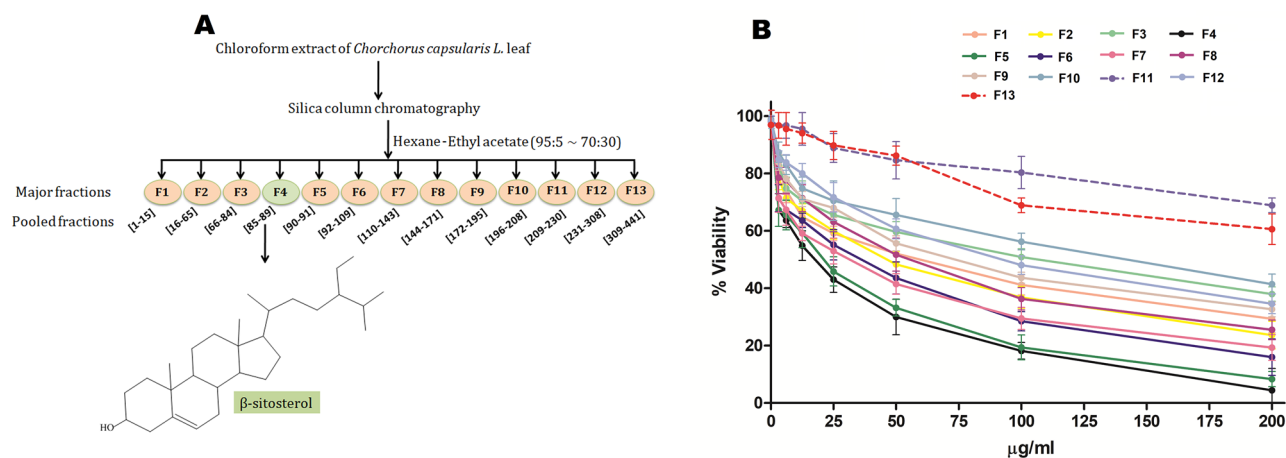 A
Chloroform extract of Chorchorus capsularis L. leaf
Silica column chromatography
Hexane-Ethyl acetate (95:5 ~ 70:30)
Major fractions F1 F2 F3 F4 F5 F6 F7 F8 F9 F10 F11 F12 F13
Pooled fractions [1-15] [16-65] [66-84] [85-89] [90-91] [92-109] [110-143] [144-171] [172-195] [196-208] [209-230] [231-308] [309-441]
HO
β-sitosterol
B
F1 F2 F3 F4
F5 F6 F7 F8
F9 F10 F11 F12
F13
% Viability
100
80
60
40
20
0
0 25 50 75 100 125 150 175 200
μg/ml